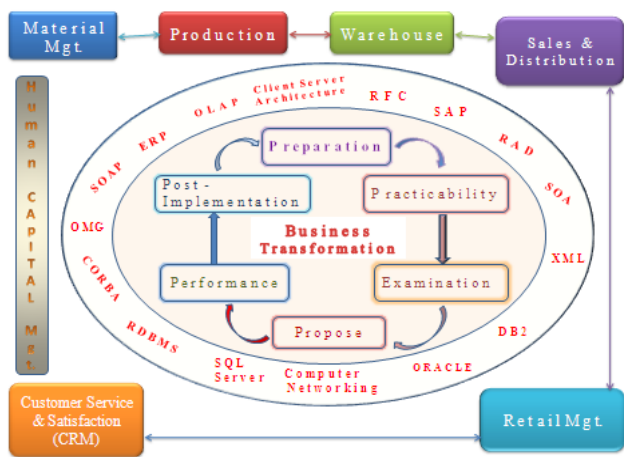 Material
Mgt.
Production
Warehouse
Sales &
Distribution
Human CApITAL Mgt.
OMG
SOAP
ERP
OLAP
Client Server
Architecture
RFC
SAP
RAD
SOA
XML
DB2
ORACLE
Computer
Networking
SQL
Server
RDBMS
CORBA
Preparation
Post-
Implementation
Practicability
Business
Transformation
Performance
Examination
Propose
Customer Service
& Satisfaction
(CRM)
Retail Mgt.